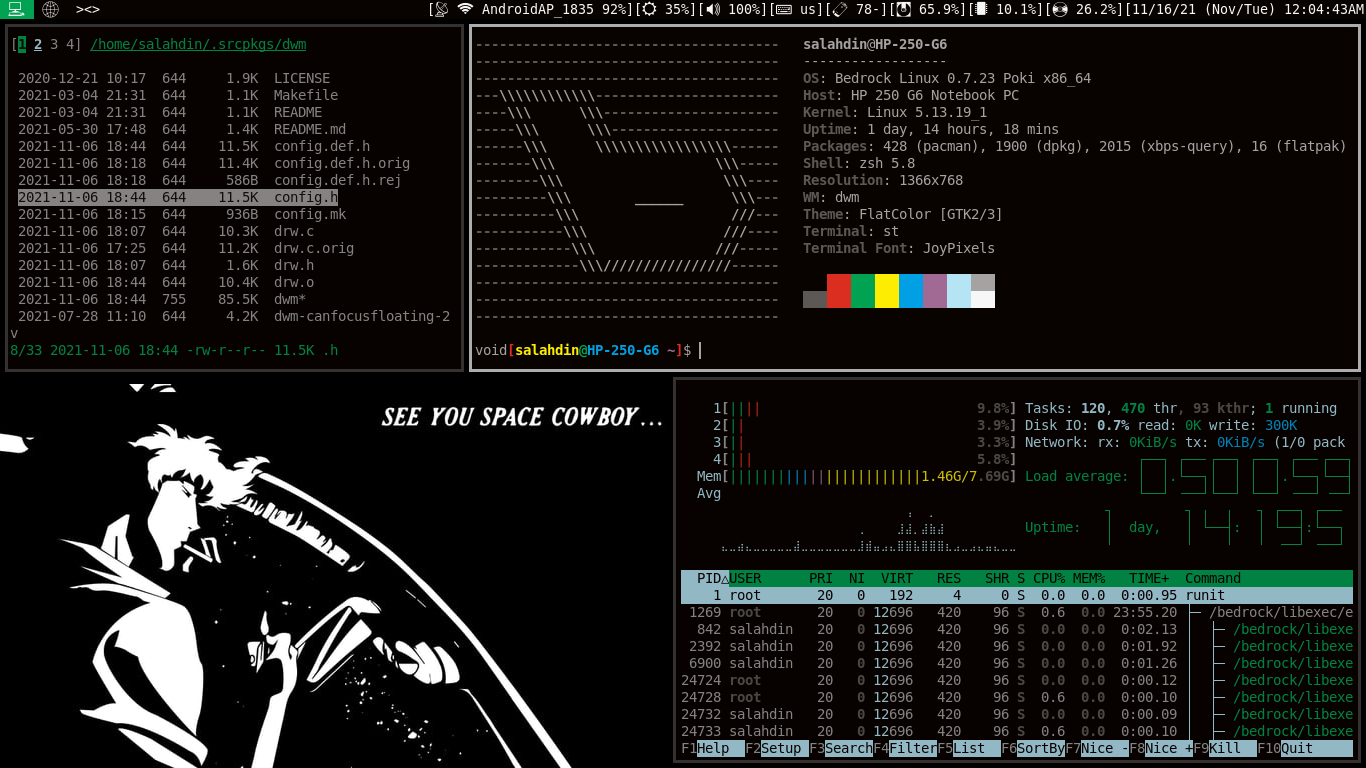 ><> [ AndroidAP_1835 92%][ 35%][ 100%][ us][ 78-][ 65.9%][ 10.1%][ 26.2%][11/16/21 (Nov/Tue) 12:04:43AM
[1 2 3 4] /home/salahdin/.srcpkgs/dwm
2020-12-21 10:17 644 1.9K LICENSE
2021-03-04 21:31 644 1.1K Makefile
2021-03-04 21:31 644 1.1K README
2021-05-30 17:48 644 1.4K README.md
2021-11-06 18:44 644 11.5K config.def.h
2021-11-06 18:18 644 11.4K config.def.h.orig
2021-11-06 18:18 644 586B config.def.h.rej
2021-11-06 18:44 644 11.5K config.h
2021-11-06 18:15 644 936B config.mk
2021-11-06 18:07 644 10.3K drw.c
2021-11-06 17:25 644 11.2K drw.c.orig
2021-11-06 18:07 644 1.6K drw.h
2021-11-06 18:44 644 10.4K drw.o
2021-11-06 18:44 755 85.5K dwm*
2021-07-28 11:10 644 4.2K dwm-canfocusfloating-2
v
8/33 2021-11-06 18:44 -rw-r--r-- 11.5K .h
salahdin@HP-250-G6
------------------
OS: Bedrock Linux 0.7.23 Poki x86_64
Host: HP 250 G6 Notebook PC
Kernel: Linux 5.13.19_1
Uptime: 1 day, 14 hours, 18 mins
Packages: 428 (pacman), 1900 (dpkg), 2015 (xbps-query), 16 (flatpak)
Shell: zsh 5.8
Resolution: 1366x768
WM: dwm
Theme: FlatColor [GTK2/3]
Terminal: st
Terminal Font: JoyPixels
void[salahdin@HP-250-G6 ~]$
SEE YOU SPACE COWBOY...
1[|||| 9.8%] Tasks: 120, 470 thr, 93 kthr; 1 running
2[|| 3.9%] Disk IO: 0.7% read: 0K write: 300K
3[|| 3.3%] Network: rx: 0KiB/s tx: 0KiB/s (1/0 pack
4[||| 5.8%]
Mem[||||||||||||||||||||||||1.46G/7.69G] Load average: 0.50 0.59
Avg
Uptime: 1 day, 14:19:5
PID△USER PRI NI VIRT RES SHR S CPU% MEM% TIME+ Command
1 root 20 0 192 4 0 S 0.0 0.0 0:00.95 runit
1269 root 20 0 12696 420 96 S 0.6 0.0 23:55.20 /bedrock/libexec/e
842 salahdin 20 0 12696 420 96 S 0.0 0.0 0:02.13 /bedrock/libexe
2392 salahdin 20 0 12696 420 96 S 0.0 0.0 0:01.92 /bedrock/libexe
6900 salahdin 20 0 12696 420 96 S 0.0 0.0 0:01.26 /bedrock/libexe
24724 root 20 0 12696 420 96 S 0.0 0.0 0:00.12 /bedrock/libexe
24728 root 20 0 12696 420 96 S 0.6 0.0 0:00.10 /bedrock/libexe
24732 salahdin 20 0 12696 420 96 S 0.0 0.0 0:00.09 /bedrock/libexe
24733 salahdin 20 0 12696 420 96 S 0.6 0.0 0:00.10 /bedrock/libexe
F1Help F2Setup F3SearchF4FilterF5List F6SortByF7Nice -F8Nice +F9Kill F10Quit